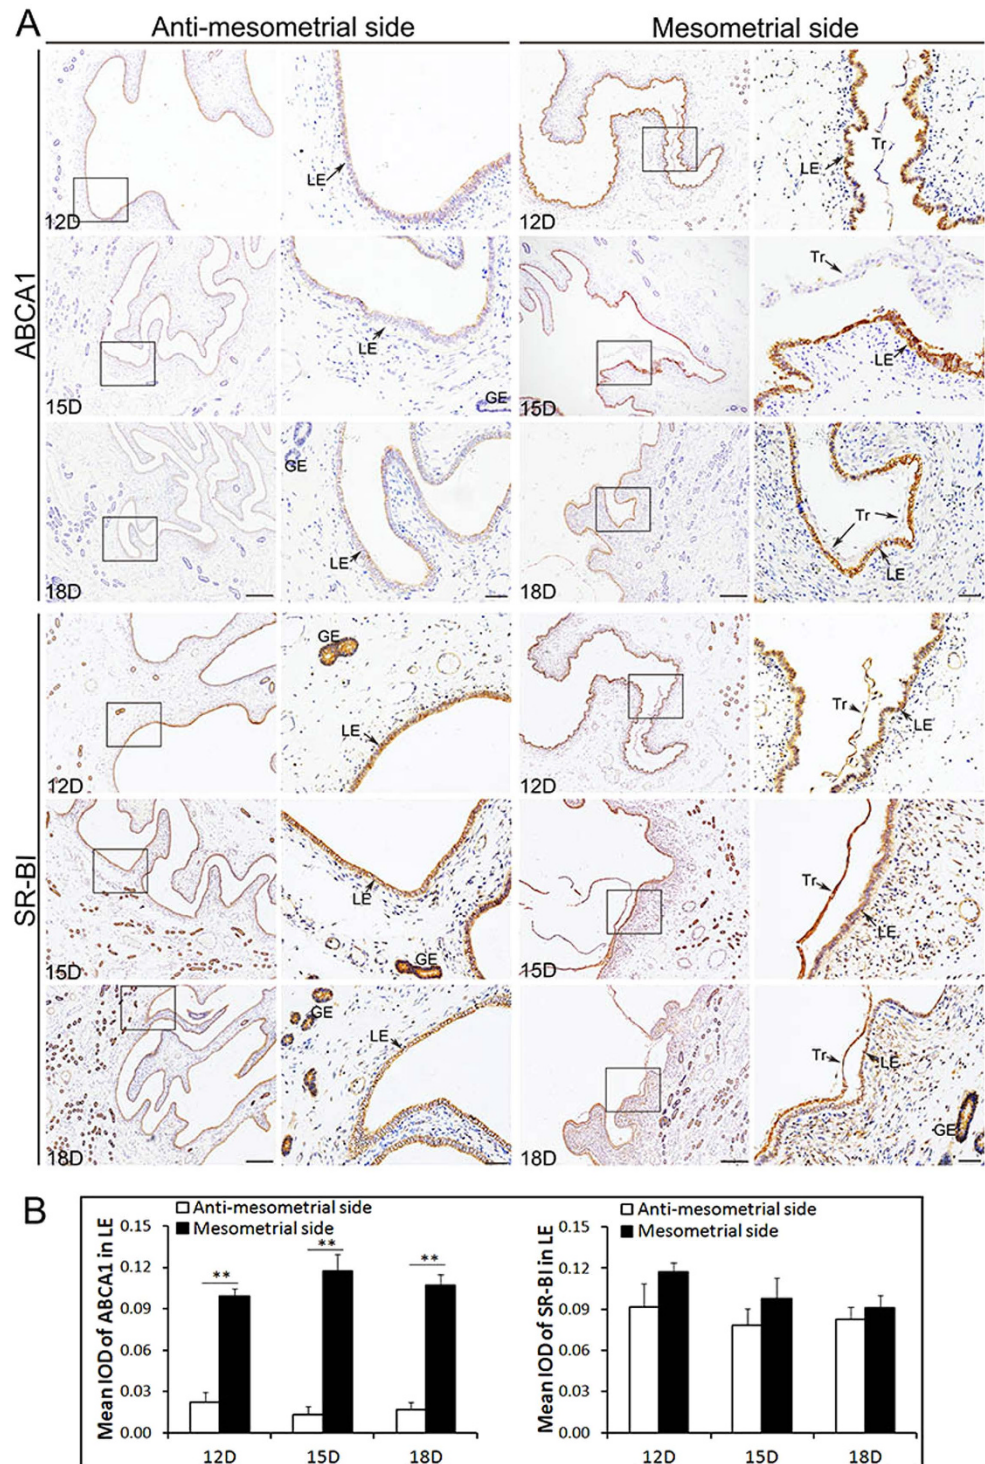 A
Anti-mesometrial side
Mesometrial side
ABCA1
LE
12D
Tr
LE
12D
LE
GE
15D
Tr
LE
15D
GE
LE
18D
Tr
LE
18D
SR-BI
GE
LE
12D
Tr
LE
12D
LE
GE
15D
Tr
LE
15D
GE
LE
18D
Tr
LE
GE
18D
B
Anti-mesometrial side
Mesometrial side
Mean IOD of ABCA1 in LE
0.15
0.12
0.09
0.06
0.03
0.00
**
**
**
12D
15D
18D
Anti-mesometrial side
Mesometrial side
Mean IOD of SR-BI in LE
0.15
0.12
0.09
0.06
0.03
0.00
12D
15D
18D